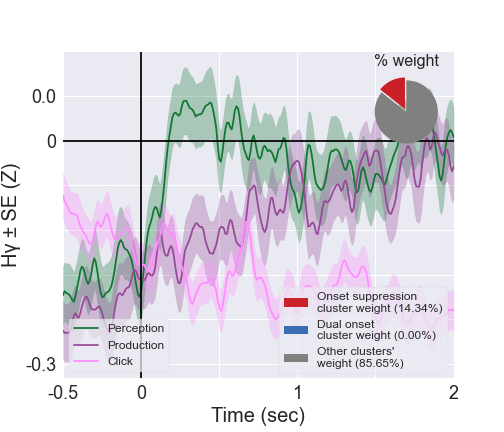 % weight
0.0
0
-0.3
Hγ ± SE (Z)
Perception
Production
Click
Onset suppression
cluster weight (14.34%)
Dual onset
cluster weight (0.00%)
Other clusters'
weight (85.65%)
-0.5
0
1
2
Time (sec)